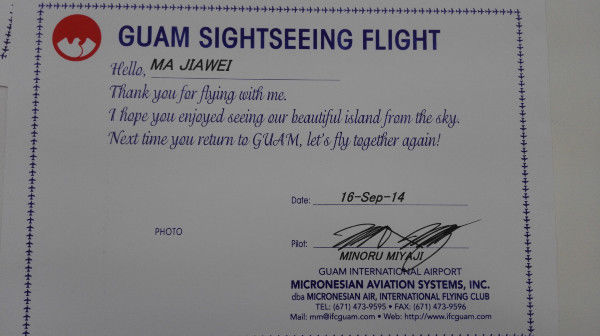 GUAM SIGHTSEEING FLIGHT
Hello, MA JIAWEI
Thank you for flying with me.
I hope you enjoyed seeing our beautiful island from the sky.
Next time you return to GUAM, let's fly together again!
Date: 16-Sep-14
PHOTO
Pilot:
MINORU MIYAJI
GUAM INTERNATIONAL AIRPORT
MICRONESIAN AVIATION SYSTEMS, INC.
dba MICRONESIAN AIR, INTERNATIONAL FLYING CLUB
TEL: (671) 473-9595 • FAX: (671) 473-9596
Mail: mm@ifcguam.com • Web: http://www.ifcguam.com